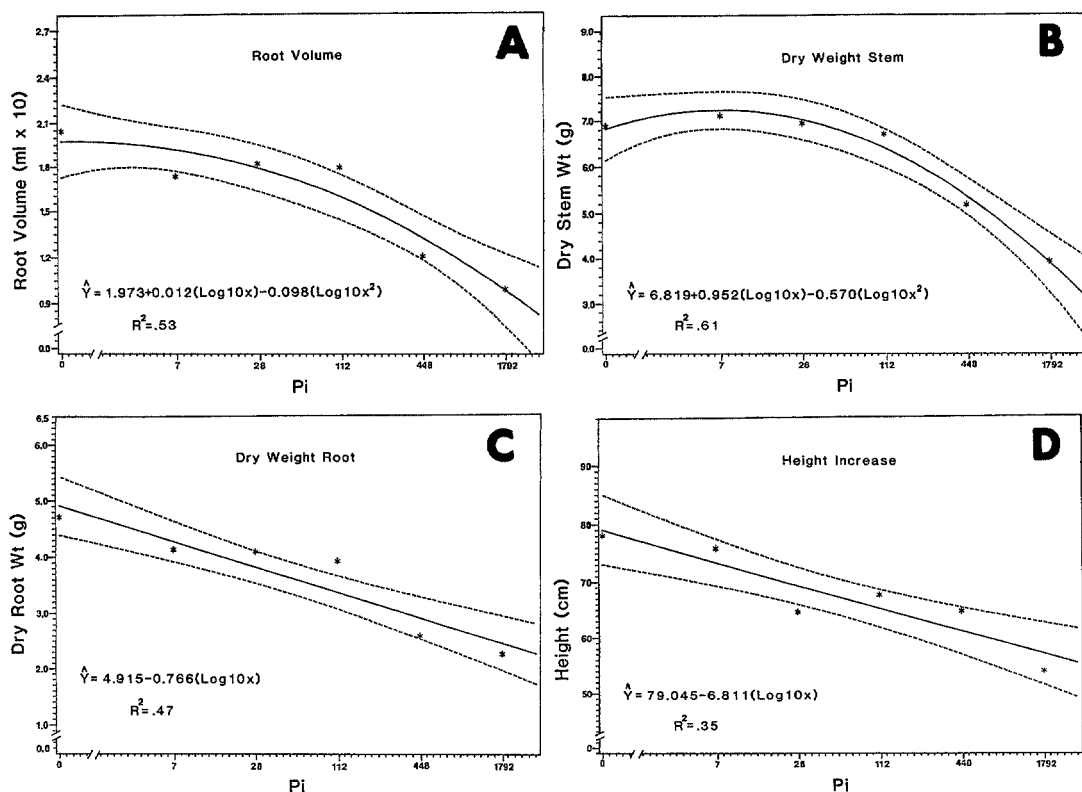 A
Root Volume
Root Volume (ml x 10)
2.7
2.4
2.1
1.8
1.5
1.2
0.9
0.0
Ŷ=1.973+0.012(Log10x)-0.098(Log10x²)
R²=.53
0 7 28 112 448 1792
Pi
B
Dry Weight Stem
Dry Stem Wt (g)
9.0
8.0
7.0
6.0
5.0
4.0
3.0
0.0
Ŷ=6.819+0.952(Log10x)-0.570(Log10x²)
R²=.61
0 7 28 112 448 1792
Pi
C
Dry Weight Root
Dry Root Wt (g)
6.5
6.0
5.0
4.0
3.0
2.0
1.0
0.0
Ŷ=4.915-0.766(Log10x)
R²=.47
0 7 28 112 448 1792
Pi
D
Height Increase
Height (cm)
90
80
70
60
50
0.0
Ŷ=79.045-6.811(Log10x)
R²=.35
0 7 28 112 440 1792
Pi